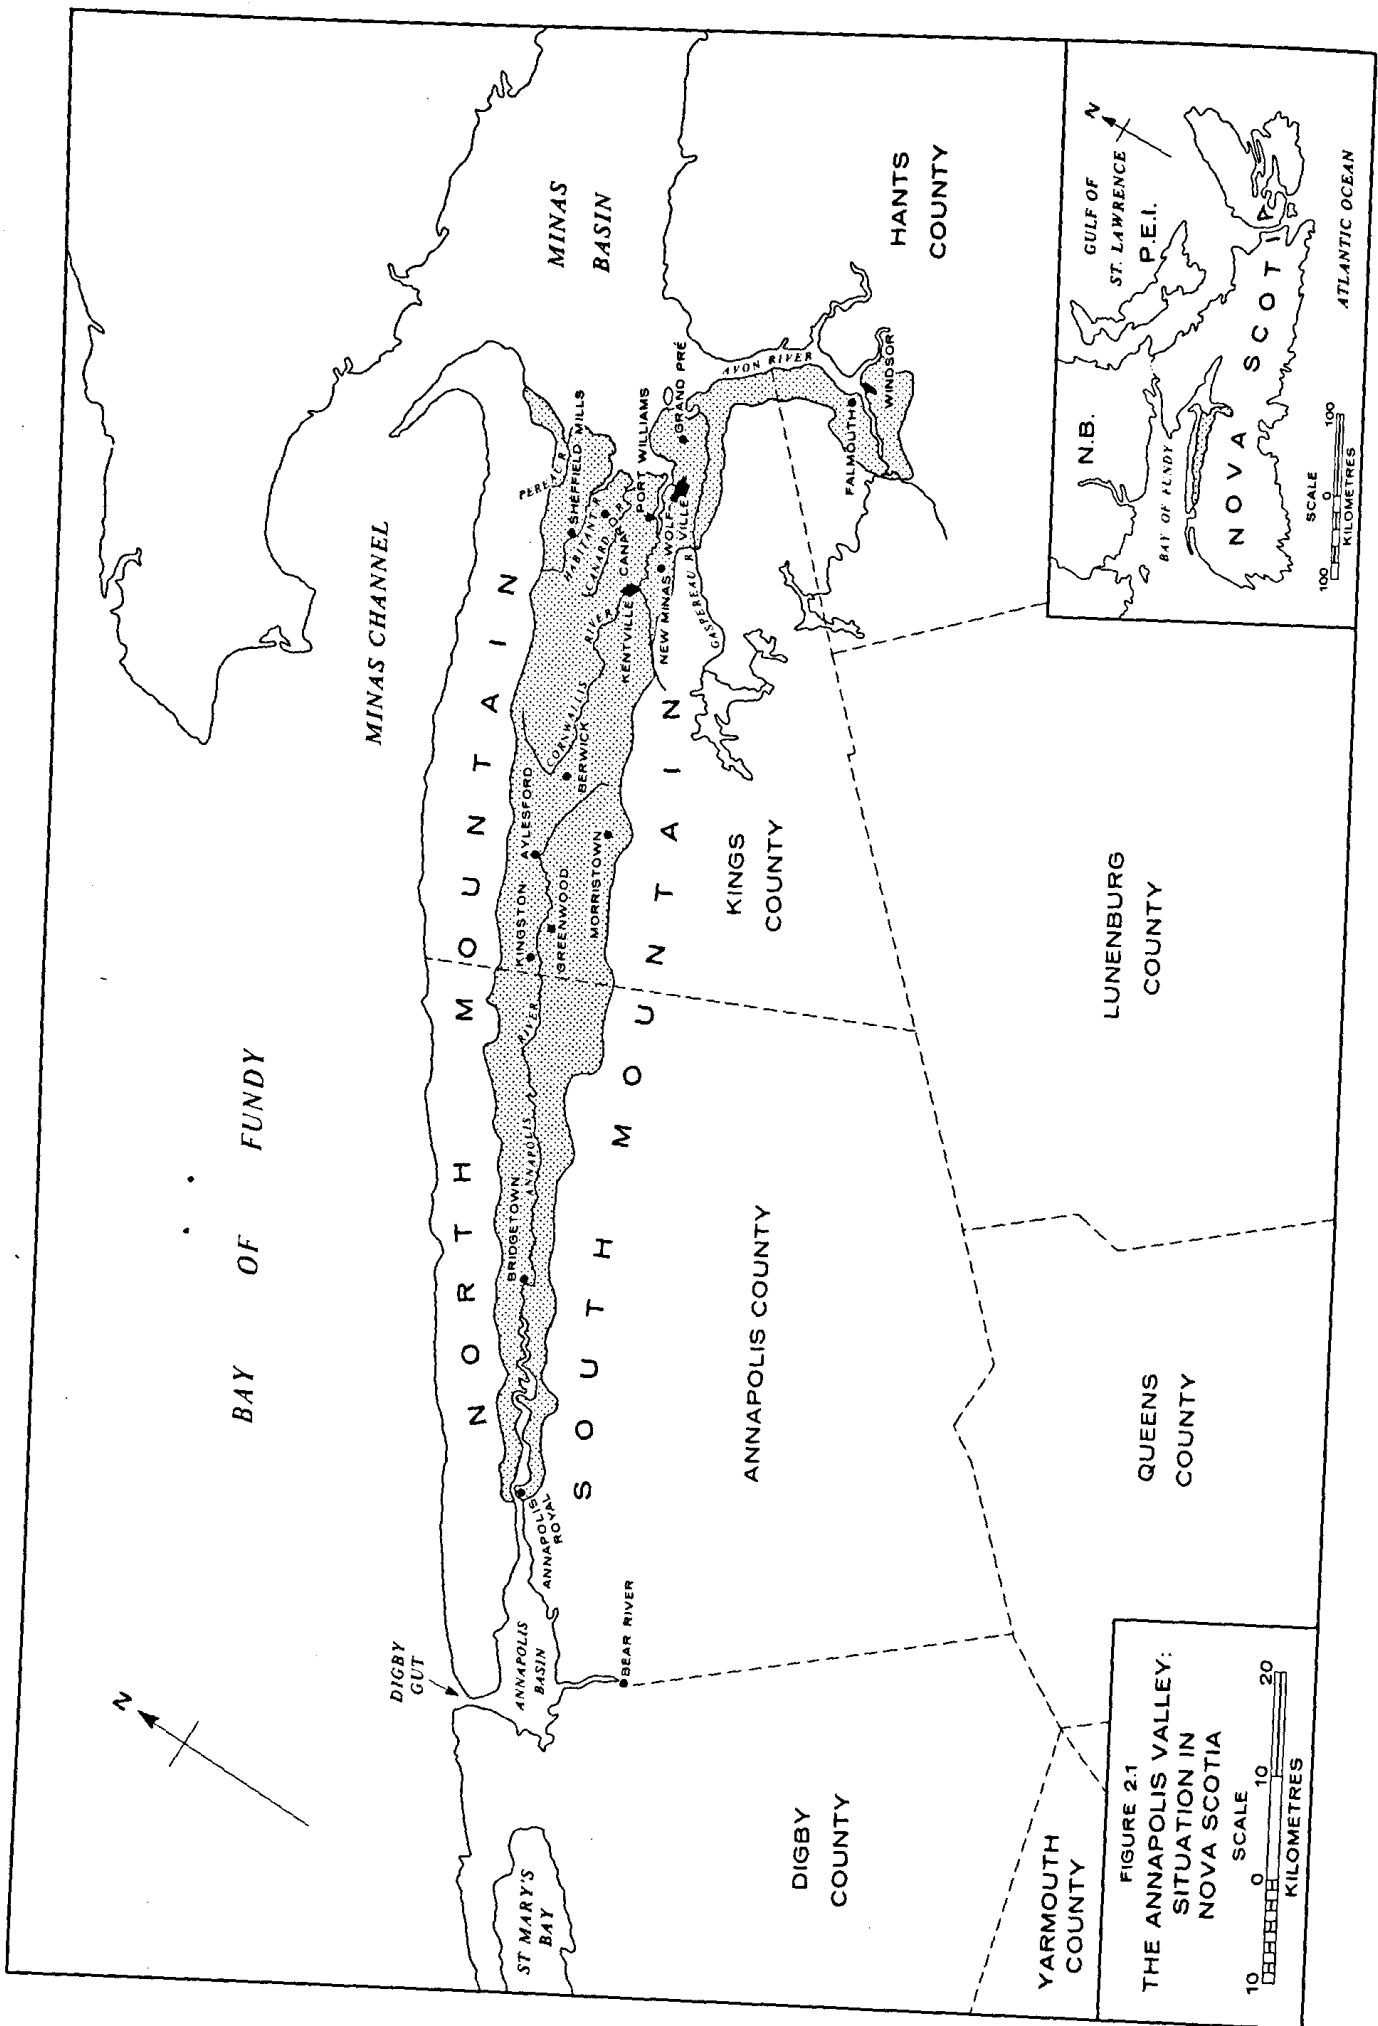 BAY OF FUNDY
MINAS CHANNEL
MINAS
BASIN
DIGBY
GUT
N
NORTH MOUNTAIN
SOUTH MOUNTAIN
ST MARY'S
BAY
ANNAPOLIS
BASIN
BEAR RIVER
ANNAPOLIS
ROYAL
BRIDGETOWN
ANNAPOLIS RIVER
KINGSTON
GREENWOOD
AYLESFORD
MORRISTOWN
BERWICK
CORNWALLIS RIVER
KENTVILLE
NEW MINAS
CANARD
CANARD R.
HABITANT R.
SHEFFIELD MILLS
PEREAU R.
PORT WILLIAMS
WOLF-
VILLE
GRAND PRÉ
GASPEREAU R.
AVON RIVER
FALMOUTH
WINDSOR
HANTS
COUNTY
KINGS
COUNTY
ANNAPOLIS COUNTY
DIGBY
COUNTY
YARMOUTH
COUNTY
QUEENS
COUNTY
LUNENBURG
COUNTY
FIGURE 2.1
THE ANNAPOLIS VALLEY:
SITUATION IN
NOVA SCOTIA
SCALE
10 0 10 20
KILOMETRES
N
GULF OF
ST. LAWRENCE
P.E.I.
N.B.
BAY OF FUNDY
NOVA SCOTIA
ATLANTIC OCEAN
SCALE
100 0 100
KILOMETRES